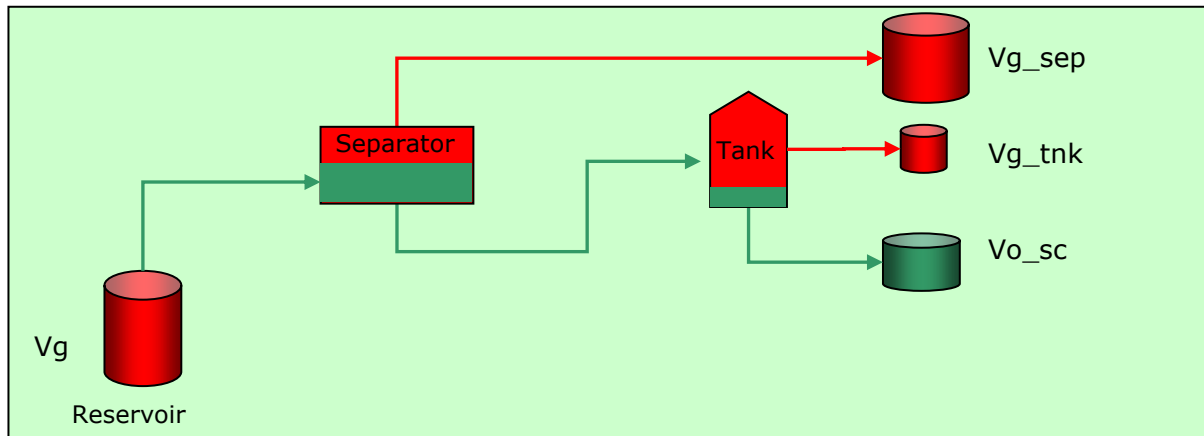 Vg_sep
Separator
Tank
Vg_tnk
Vo_sc
Vg
Reservoir